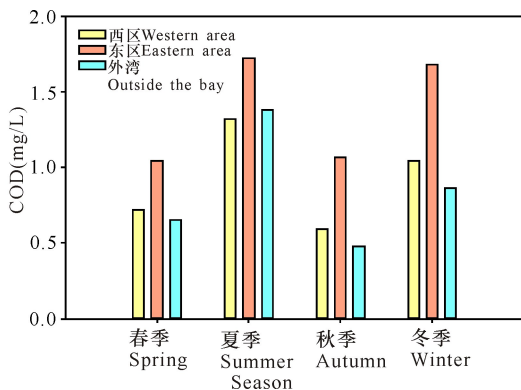 2.0
1.5
1.0
0.5
0.0
COD(mg/L)
西区Western area
东区Eastern area
外湾
Outside the bay
春季 夏季 秋季 冬季
Spring Summer Autumn Winter
Season